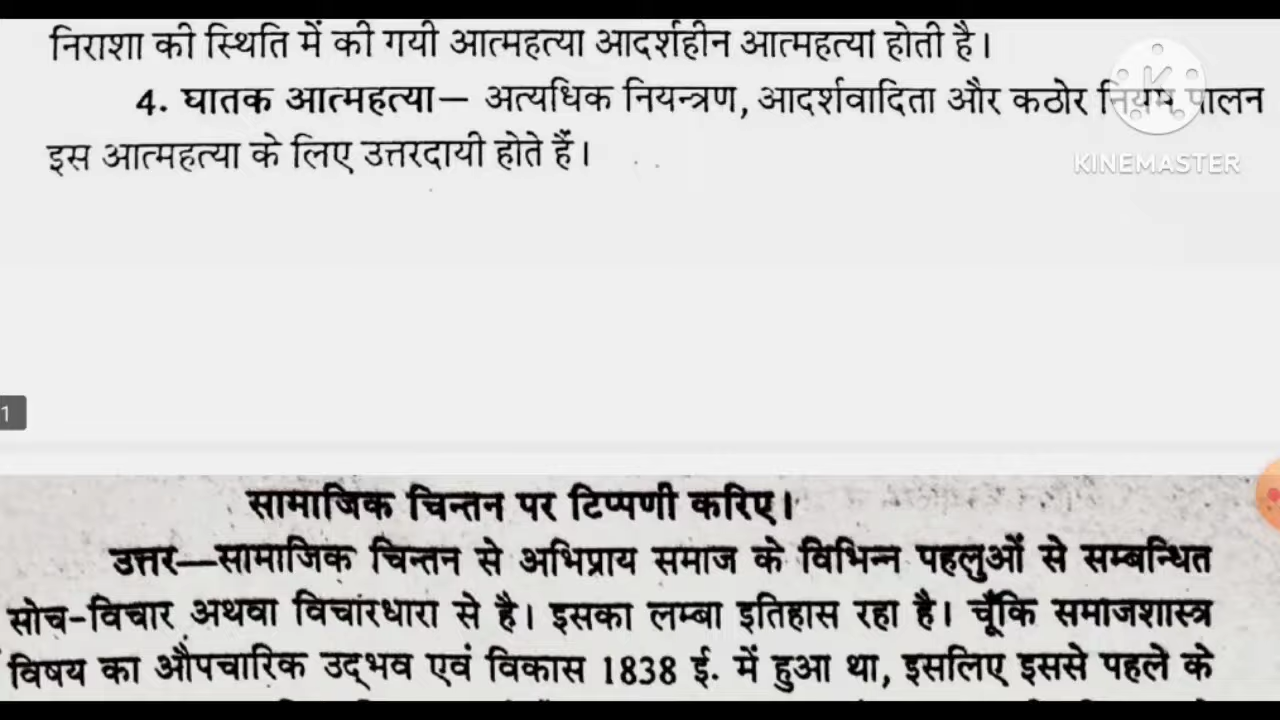 निराशा की स्थिति में की गयी आत्महत्या आदर्शहीन आत्महत्या होती है।
4. घातक आत्महत्या— अत्यधिक नियन्त्रण, आदर्शवादिता और कठोर नियम पालन
इस आत्महत्या के लिए उत्तरदायी होते हैं।
KINEMASTER
1
सामाजिक चिन्तन पर टिप्पणी करिए।
उत्तर—सामाजिक चिन्तन से अभिप्राय समाज के विभिन्न पहलुओं से सम्बन्धित
सोच-विचार अथवा विचारधारा से है। इसका लम्बा इतिहास रहा है। चूँकि समाजशास्त्र
विषय का औपचारिक उद्भव एवं विकास 1838 ई. में हुआ था, इसलिए इससे पहले के